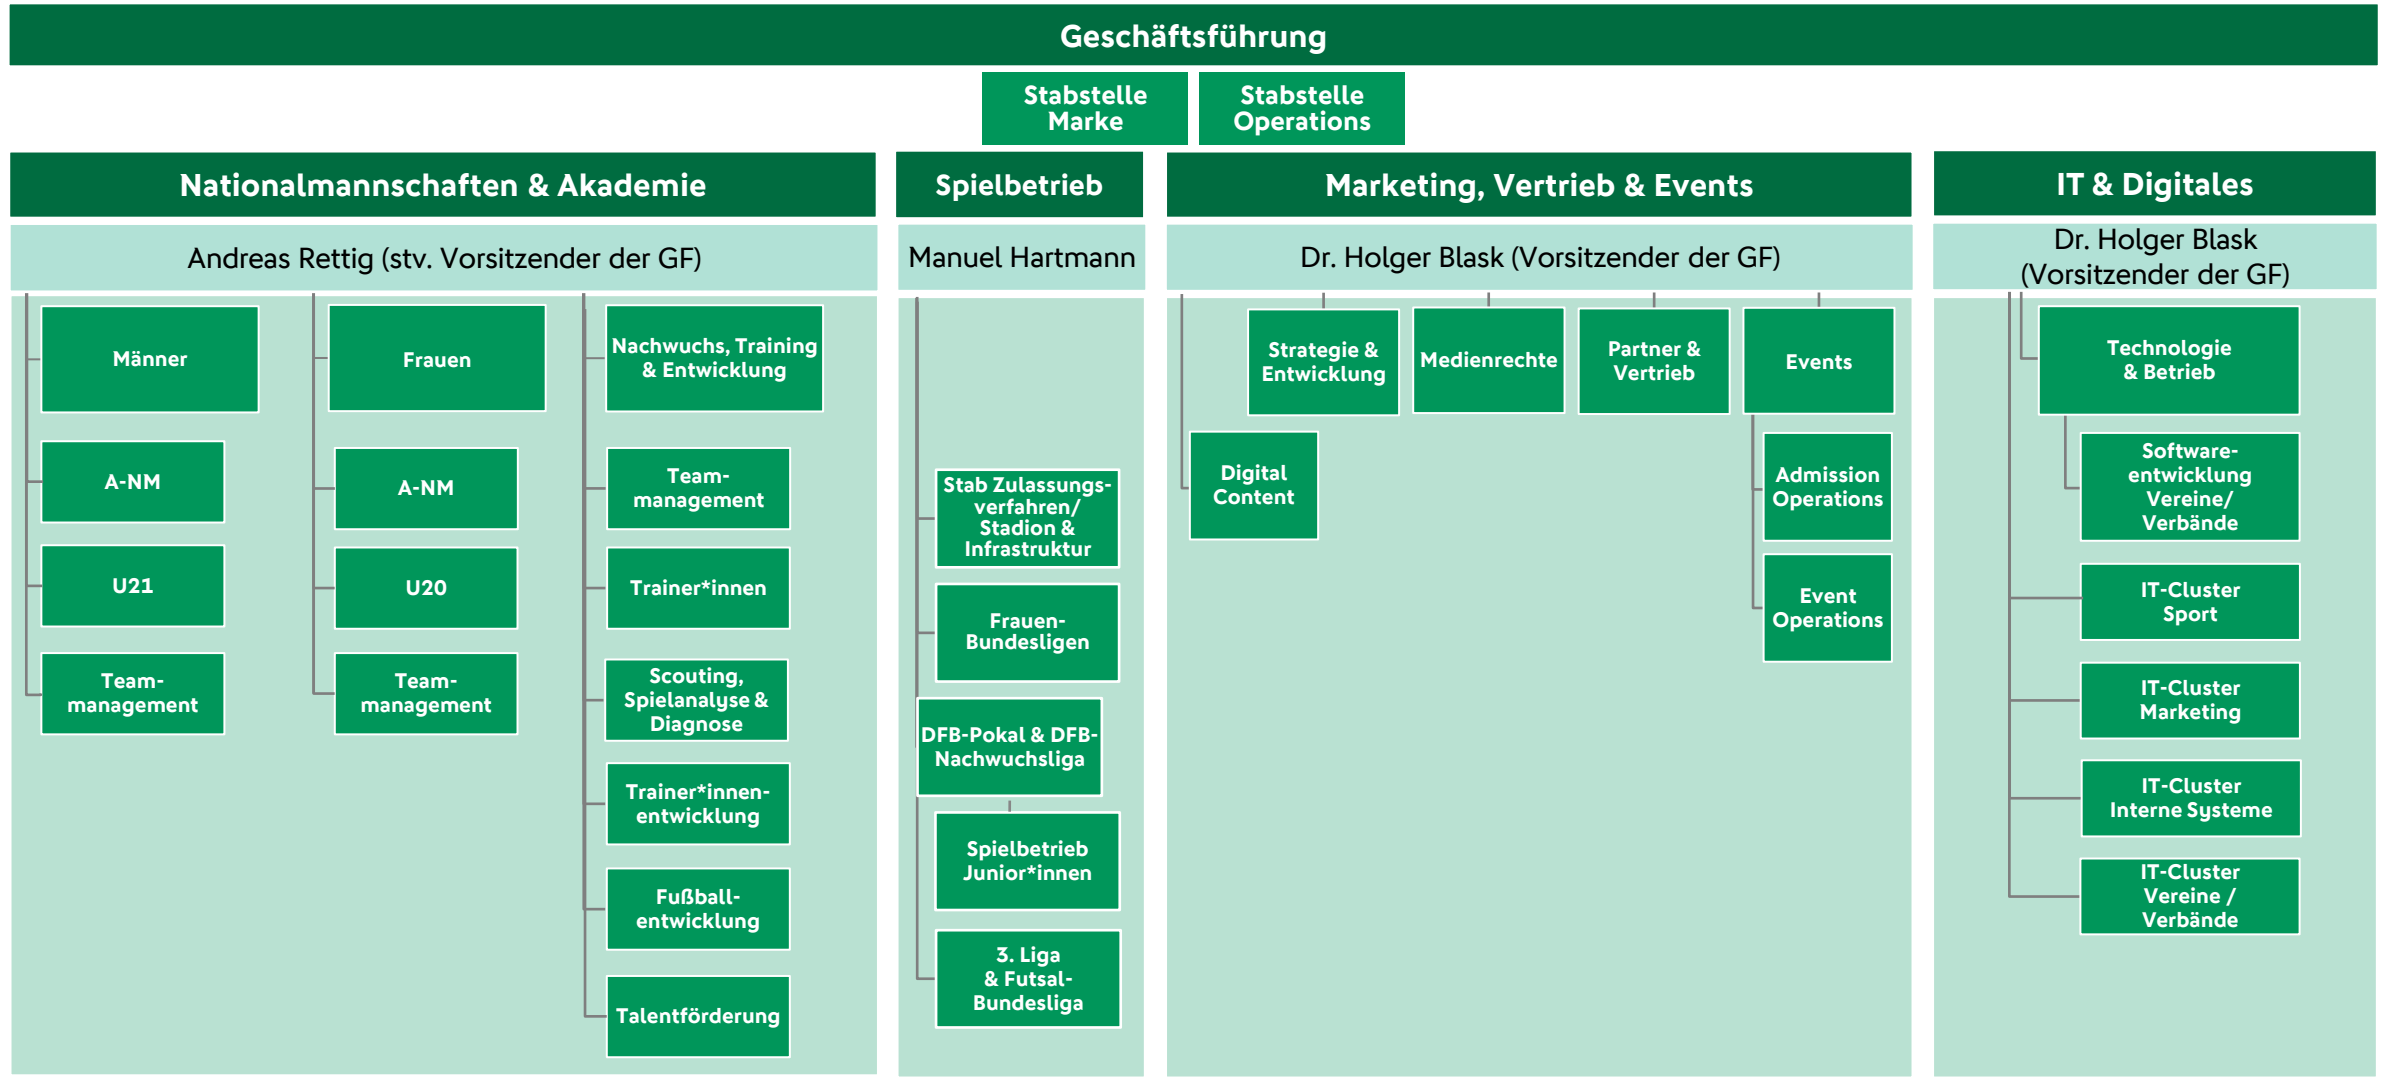 Geschäftsführung
Stabstelle
Marke
Stabstelle
Operations
Nationalmannschaften & Akademie
Andreas Rettig (stv. Vorsitzender der GF)
Männer
A-NM
U21
Team-
management
Frauen
A-NM
U20
Team-
management
Nachwuchs, Training
& Entwicklung
Team-
management
Trainer*innen
Scouting,
Spielanalyse &
Diagnose
Trainer*innen-
entwicklung
Fußball-
entwicklung
Talentförderung
Spielbetrieb
Manuel Hartmann
Stab Zulassungs-
verfahren/
Stadion &
Infrastruktur
Frauen-
Bundesligen
DFB-Pokal & DFB-
Nachwuchsliga
Spielbetrieb
Junior*innen
3. Liga
& Futsal-
Bundesliga
Marketing, Vertrieb & Events
Dr. Holger Blask (Vorsitzender der GF)
Digital
Content
Strategie &
Entwicklung
Medienrechte
Partner &
Vertrieb
Events
Admission
Operations
Event
Operations
IT & Digitales
Dr. Holger Blask
(Vorsitzender der GF)
Technologie
& Betrieb
Software-
entwicklung
Vereine/
Verbände
IT-Cluster
Sport
IT-Cluster
Marketing
IT-Cluster
Interne Systeme
IT-Cluster
Vereine /
Verbände